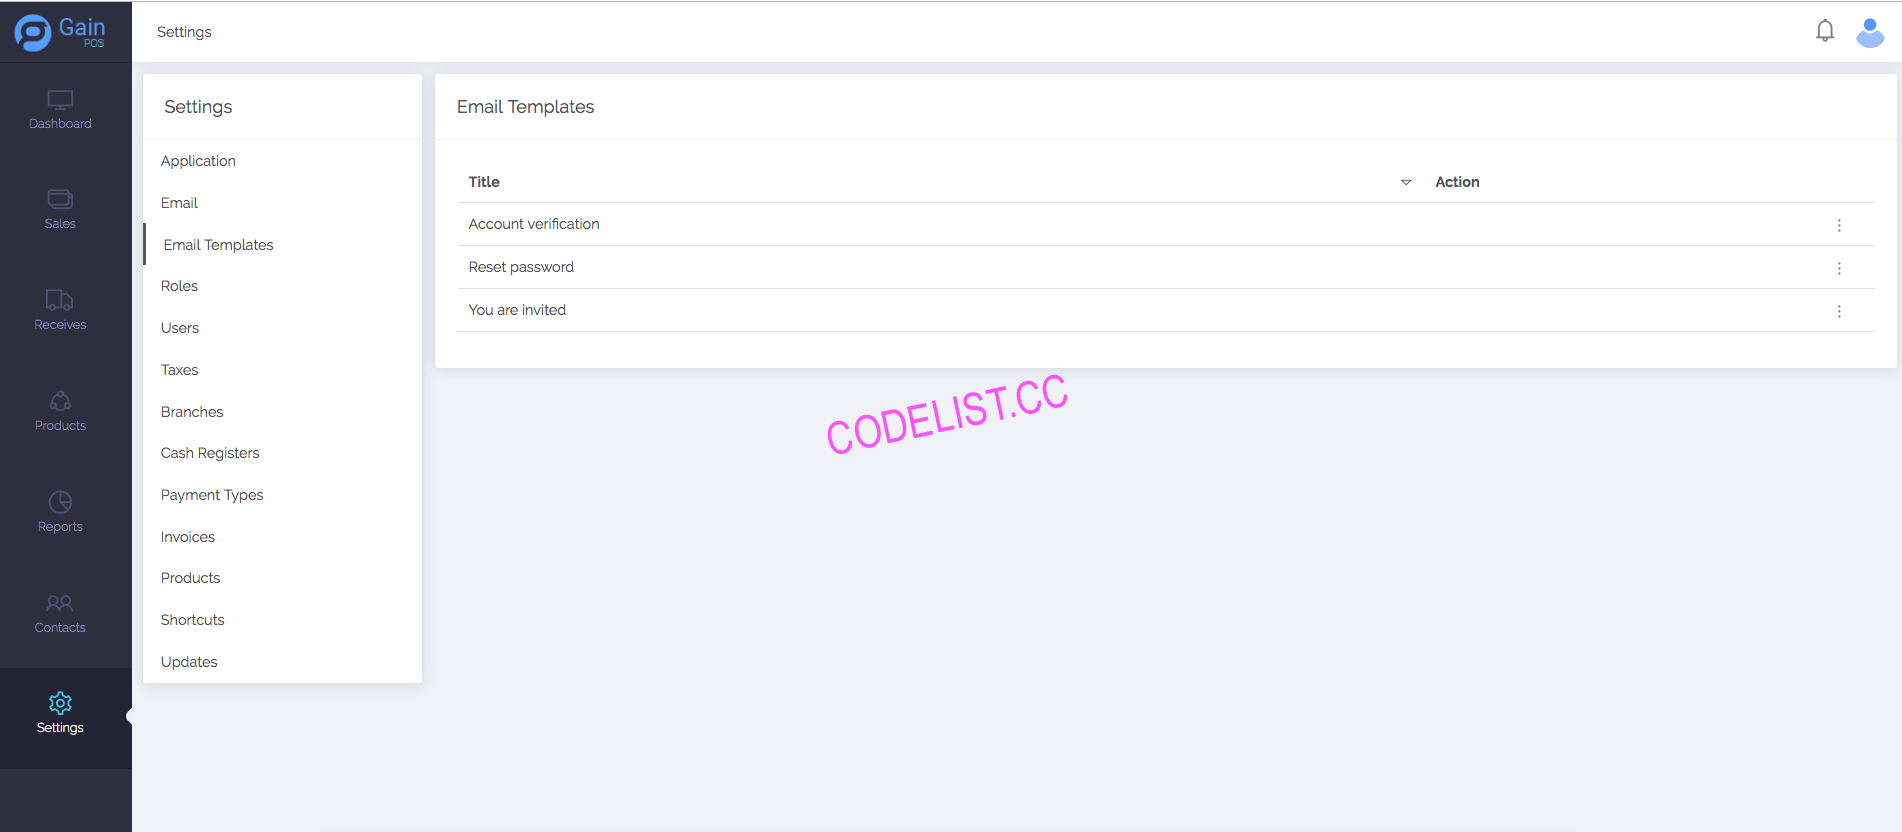 Gain
POS
Settings
Dashboard
Sales
Receives
Products
Reports
Contacts
Settings
Settings
Application
Email
Email Templates
Roles
Users
Taxes
Branches
Cash Registers
Payment Types
Invoices
Products
Shortcuts
Updates
Email Templates
Title Action
Account verification
Reset password
You are invited
CODELIST.CC